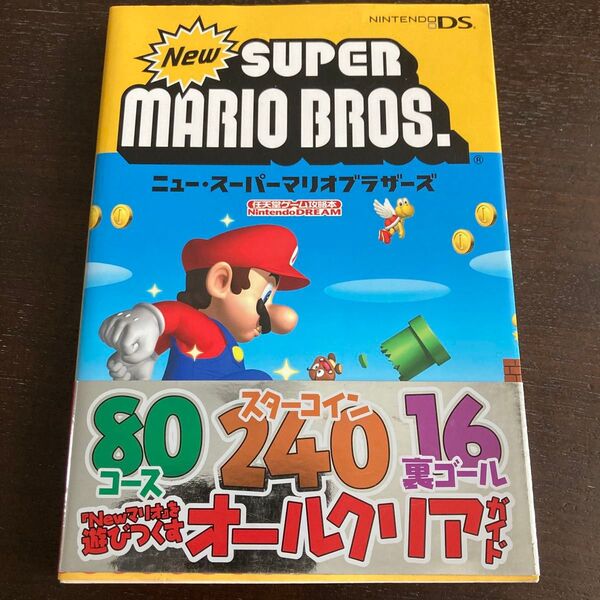 NINTENDO DS.
New SUPER
MARIO BROS.
®
ニュー・スーパーマリオブラザーズ
任天堂ゲーム攻略本
Nintendo DREAM
80
コース
スターコイン
240
16
裏ゴール
『Newマリオ』を
遊びつくす
オールクリア
ガイド